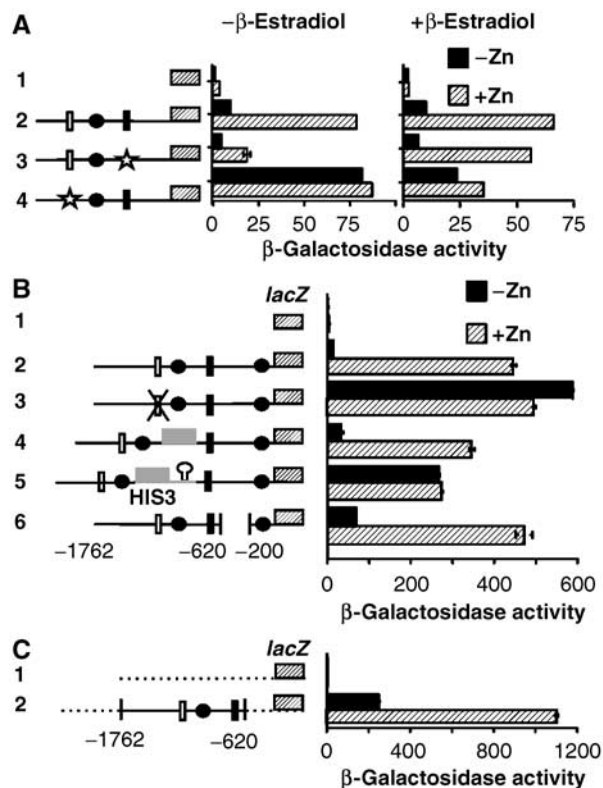 A
−β-Estradiol
+β-Estradiol
1
2
3
4
−Zn
+Zn
0
25
50
75
0
25
50
75
β-Galactosidase activity
B
lacZ
1
2
3
4
5
HIS3
6
−1762
−620
−200
−Zn
+Zn
0
200
400
600
β-Galactosidase activity
C
lacZ
1
2
−1762
−620
0
400
800
1200
β-Galactosidase activity